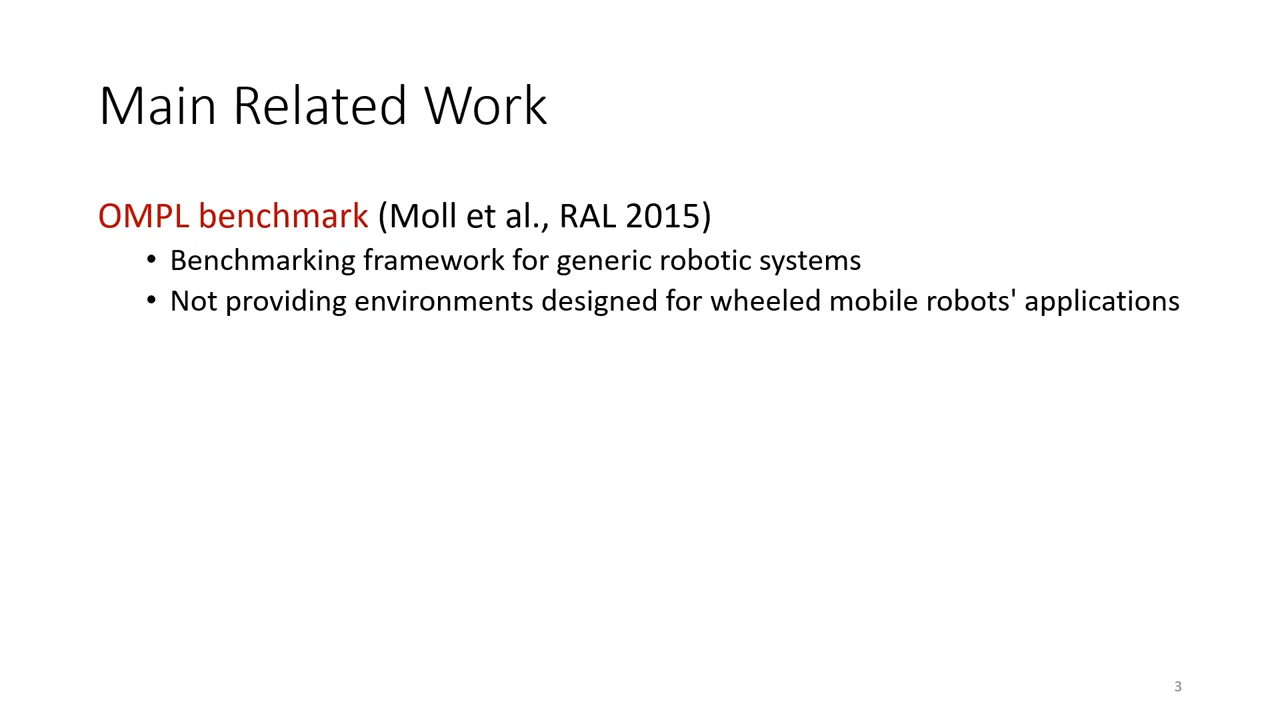 Main Related Work
OMPL benchmark (Moll et al., RAL 2015)
• Benchmarking framework for generic robotic systems
• Not providing environments designed for wheeled mobile robots' applications
3